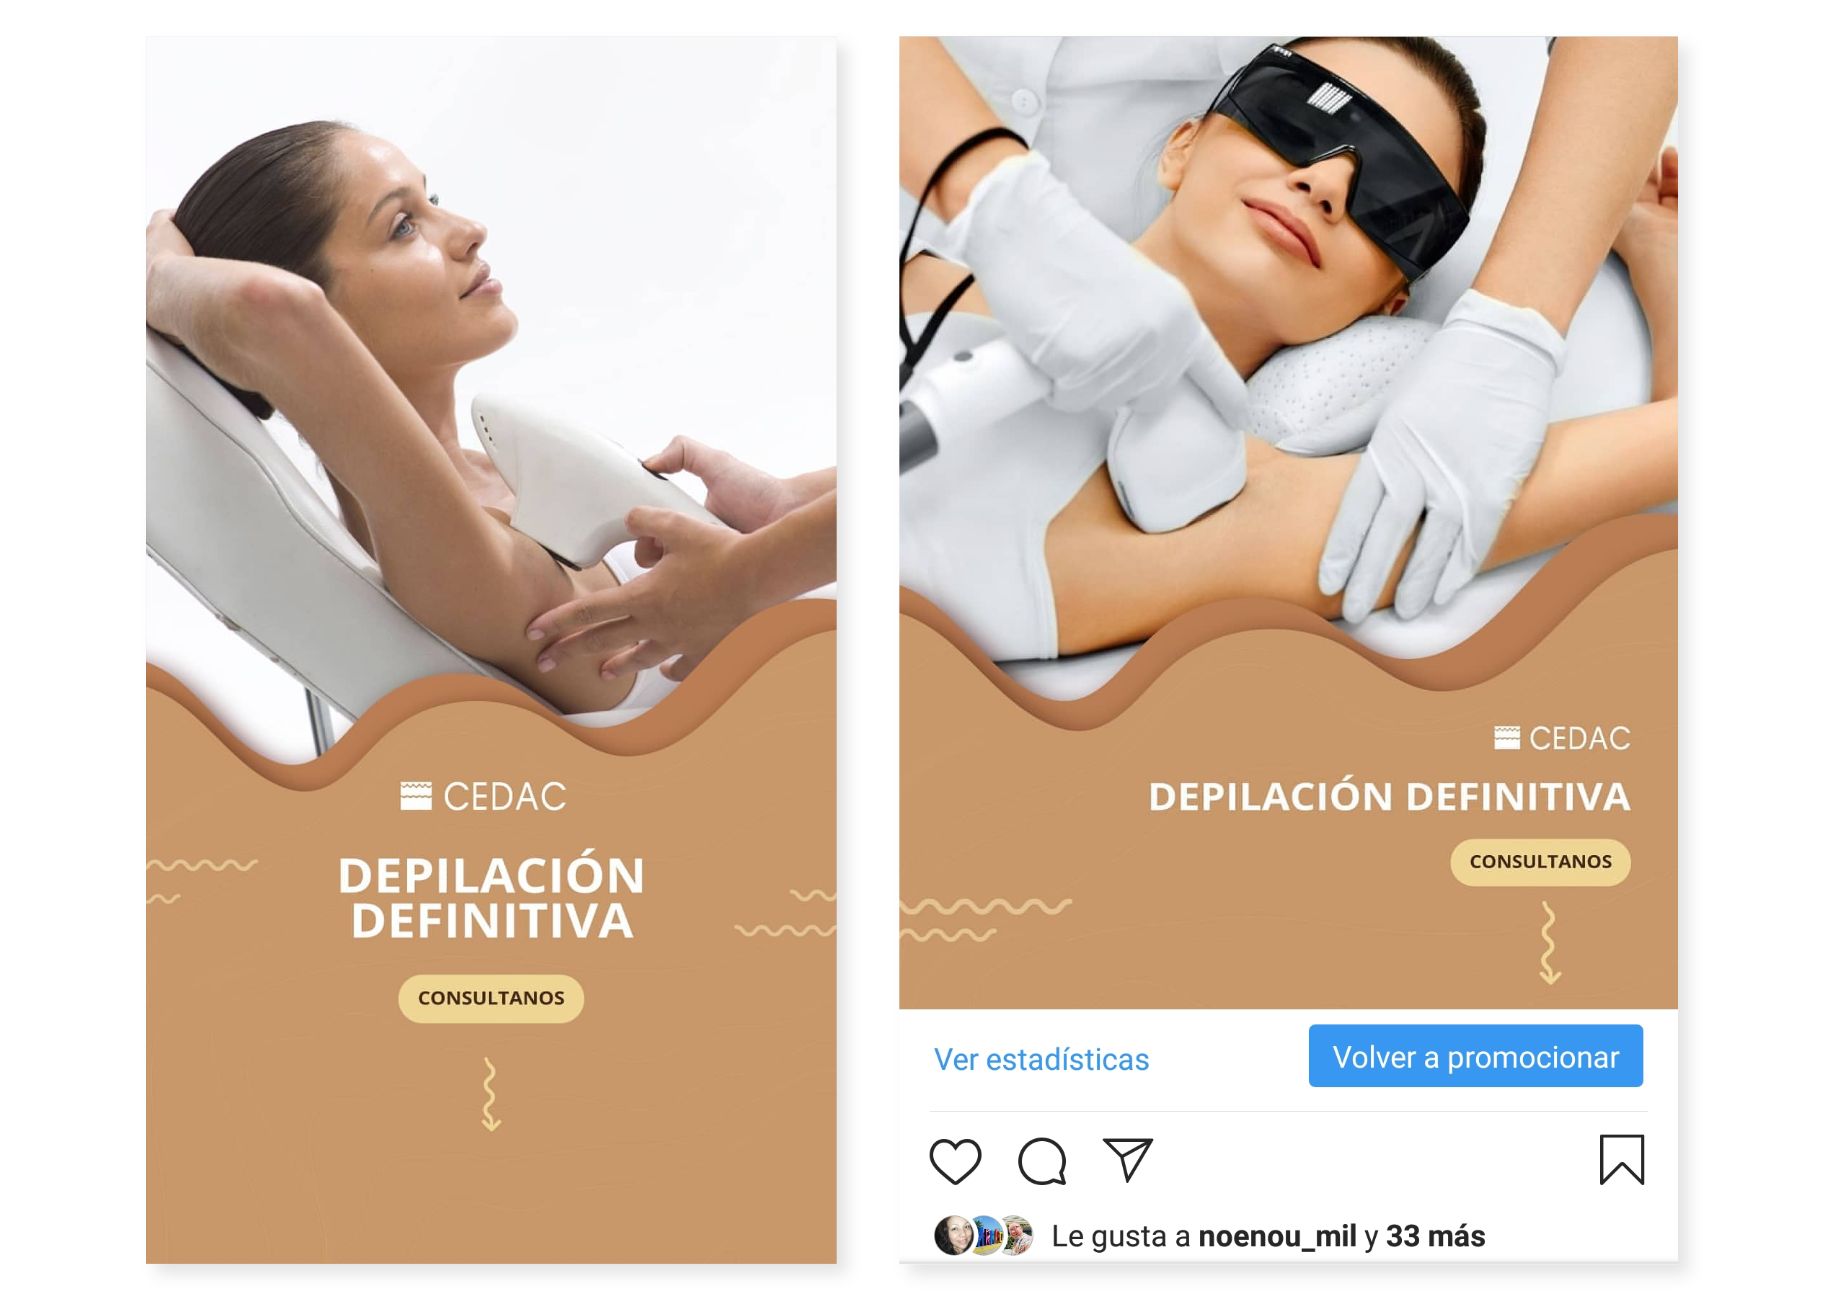 CEDAC
DEPILACIÓN
DEFINITIVA
CONSULTANOS
CEDAC
DEPILACIÓN DEFINITIVA
CONSULTANOS
Ver estadísticas
Volver a promocionar
Le gusta a noenou_mil y 33 más